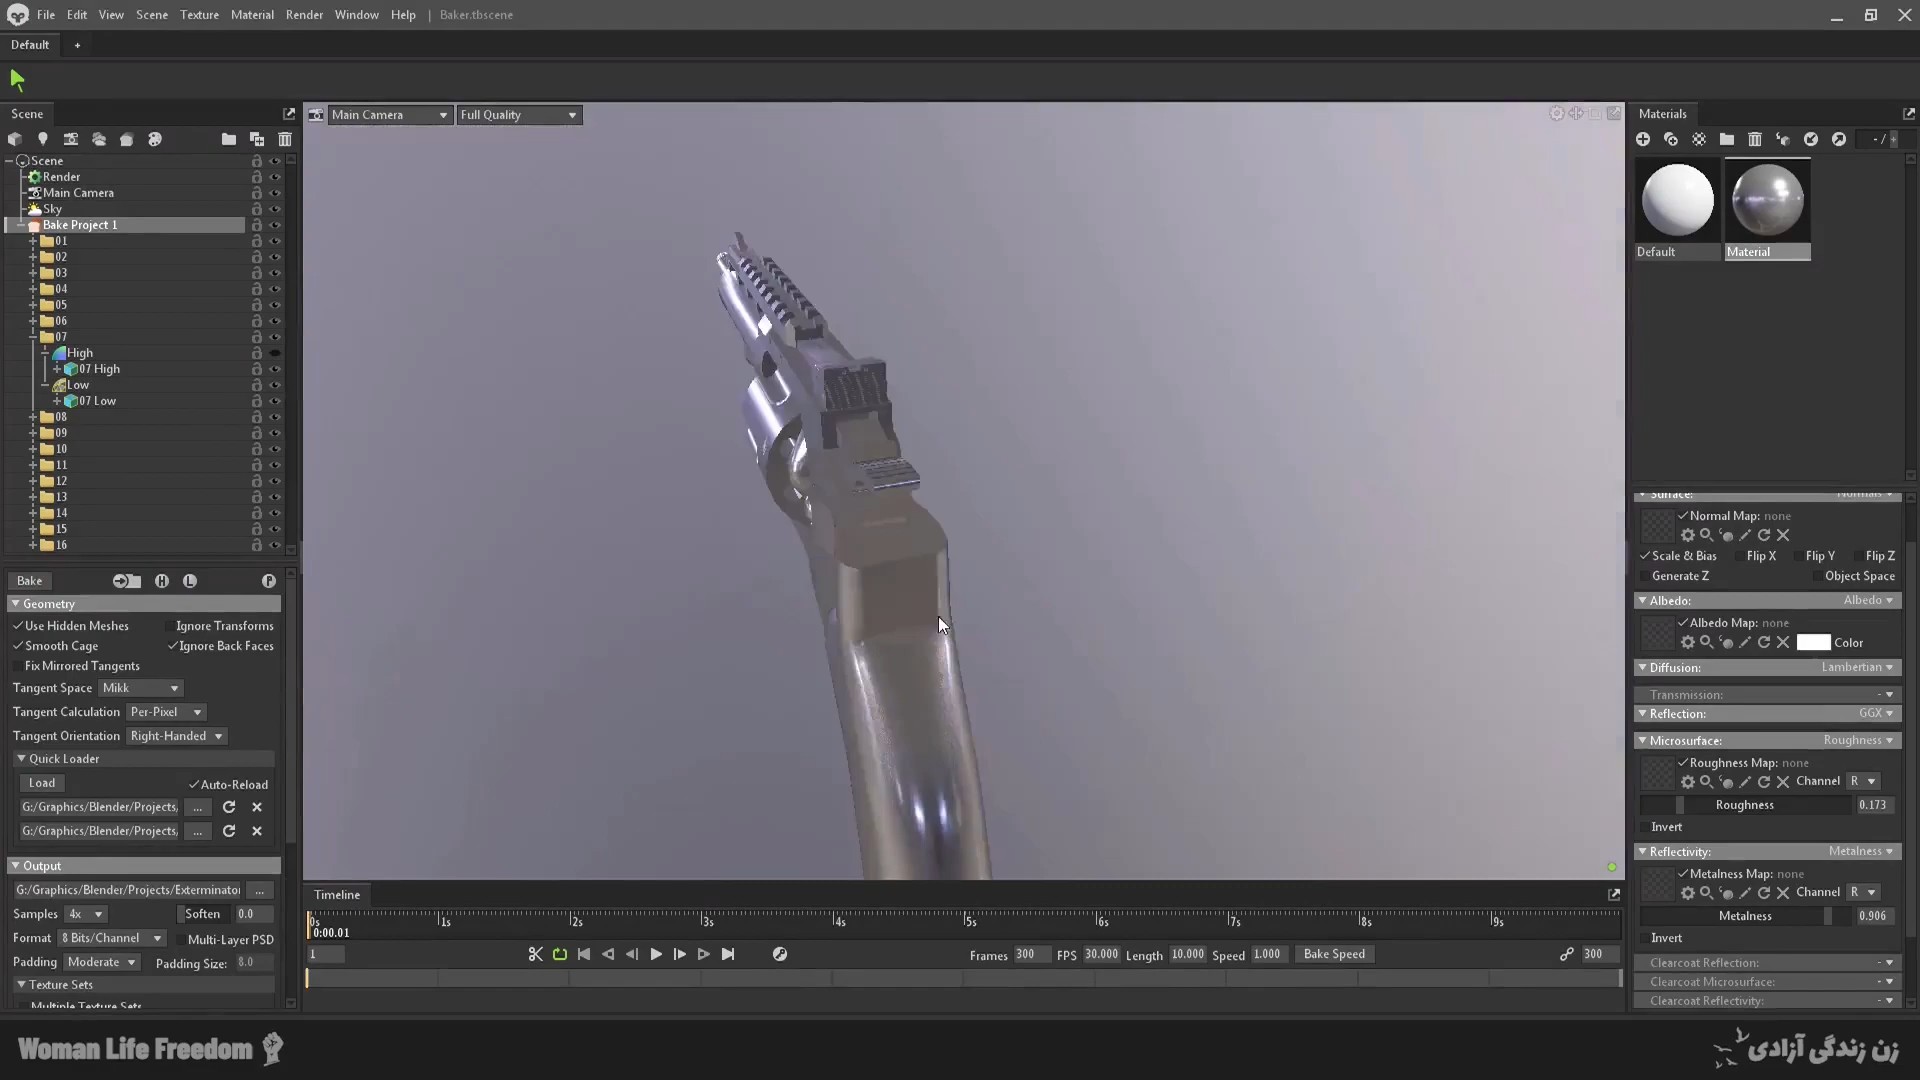 File Edit View Scene Texture Material Render Window Help | Baker.tbscene
Default +
Scene
Main Camera
Full Quality
Materials
- /
Scene
Render
Main Camera
Sky
Bake Project 1
01
02
03
04
05
06
07
High
07 High
Low
07 Low
08
09
10
11
12
13
14
15
16
Default
Material
Surface: Normals
Normal Map: none
Scale & Bias Flip X Flip Y Flip Z
Generate Z Object Space
Albedo: Albedo
Albedo Map: none
Color
Diffusion: Lambertian
Transmission: -
Reflection: GGX
Microsurface: Roughness
Roughness Map: none
Channel R
Roughness 0.173
Invert
Reflectivity: Metalness
Metalness Map: none
Channel R
Metalness 0.906
Invert
Clearcoat Reflection: -
Clearcoat Microsurface: -
Clearcoat Reflectivity: -
Bake H L P
Geometry
Use Hidden Meshes Ignore Transforms
Smooth Cage Ignore Back Faces
Fix Mirrored Tangents
Tangent Space Mikk
Tangent Calculation Per-Pixel
Tangent Orientation Right-Handed
Quick Loader
Load Auto-Reload
G:/Graphics/Blender/Projects, ...
G:/Graphics/Blender/Projects, ...
Output
G:/Graphics/Blender/Projects/Exterminator ...
Samples 4x Soften 0.0
Format 8 Bits/Channel Multi-Layer PSD
Padding Moderate Padding Size: 8.0
Texture Sets
Multiple Texture Sets
Timeline
0s 1s 2s 3s 4s 5s 6s 7s 8s 9s
0:00.01
1
Frames 300 FPS 30.000 Length 10.000 Speed 1.000 Bake Speed 300
Woman Life Freedom
زن زندگی آزادی